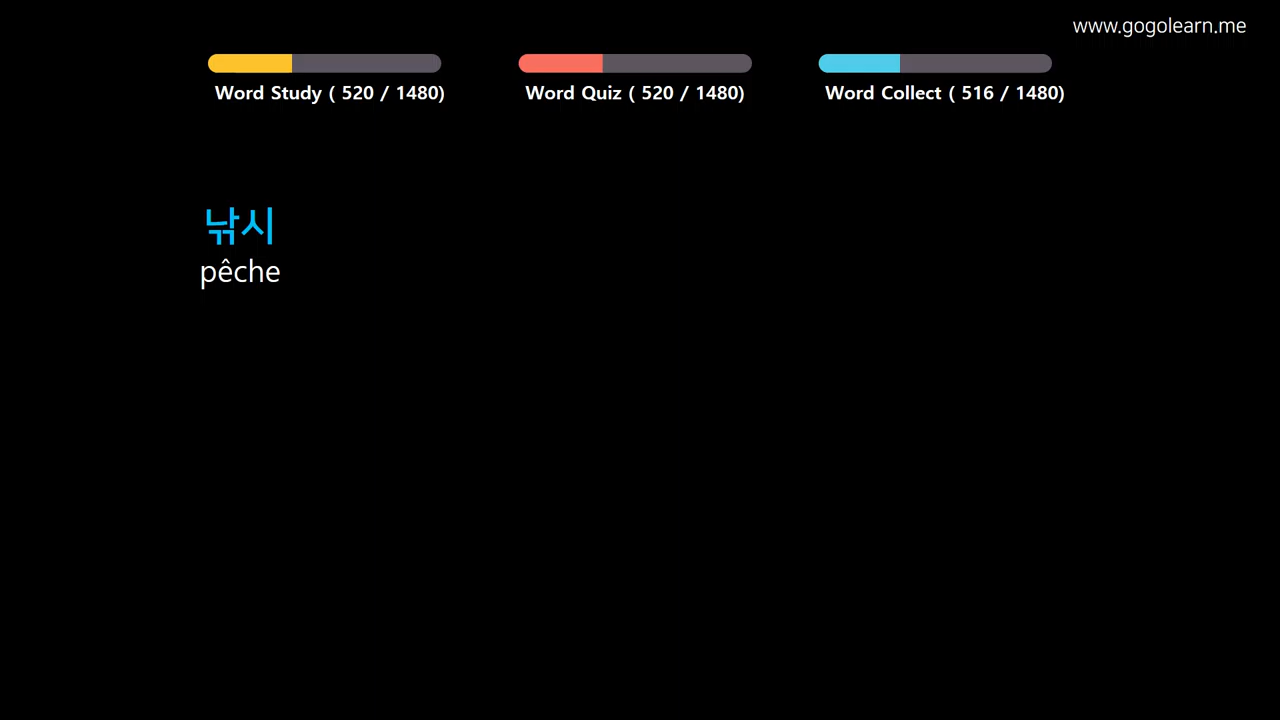 www.gogolearn.me
Word Study ( 520 / 1480)
Word Quiz ( 520 / 1480)
Word Collect ( 516 / 1480)
낚시
pêche